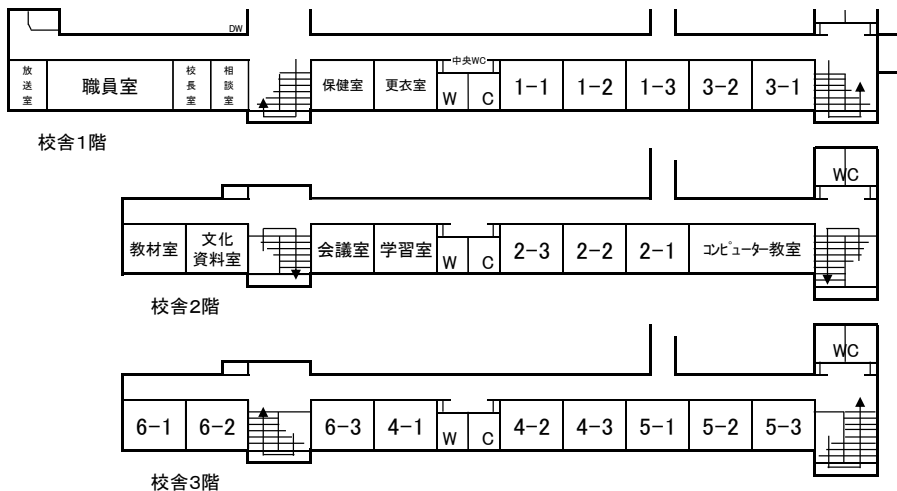 DW
放送室
職員室
校長室
相談室
保健室
更衣室
中央WC
W
C
1-1
1-2
1-3
3-2
3-1
校舎1階
WC
教材室
文化
資料室
会議室
学習室
W
C
2-3
2-2
2-1
コンピューター教室
校舎2階
WC
6-1
6-2
6-3
4-1
W
C
4-2
4-3
5-1
5-2
5-3
校舎3階